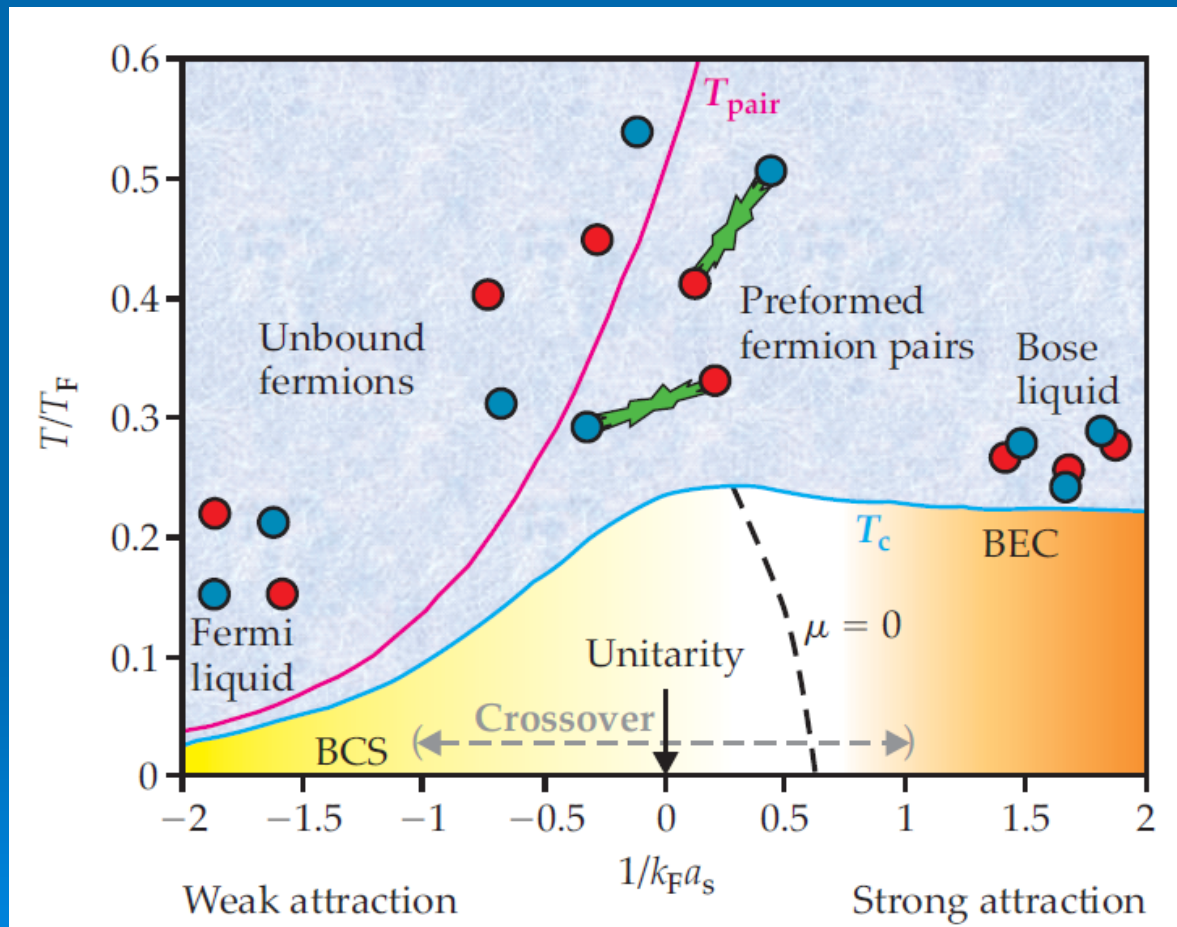 0.6
0.5
0.4
0.3
0.2
0.1
0
T/T_F
T_pair
Unbound
fermions
Preformed
fermion pairs
Bose
liquid
Fermi
liquid
T_c
BEC
μ = 0
Unitarity
Crossover
BCS
−2 −1.5 −1 −0.5 0 0.5 1 1.5 2
1/k_F a_s
Weak attraction Strong attraction